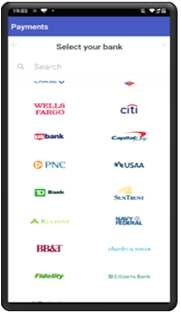 19:03
Payments
Select your bank
Search
WELLS
FARGO
citi
usbank
Capital One
PNC
USAA
TD Bank
SUNTRUST
NAVY
FEDERAL
BB&T
Fidelity
Citizens Bank